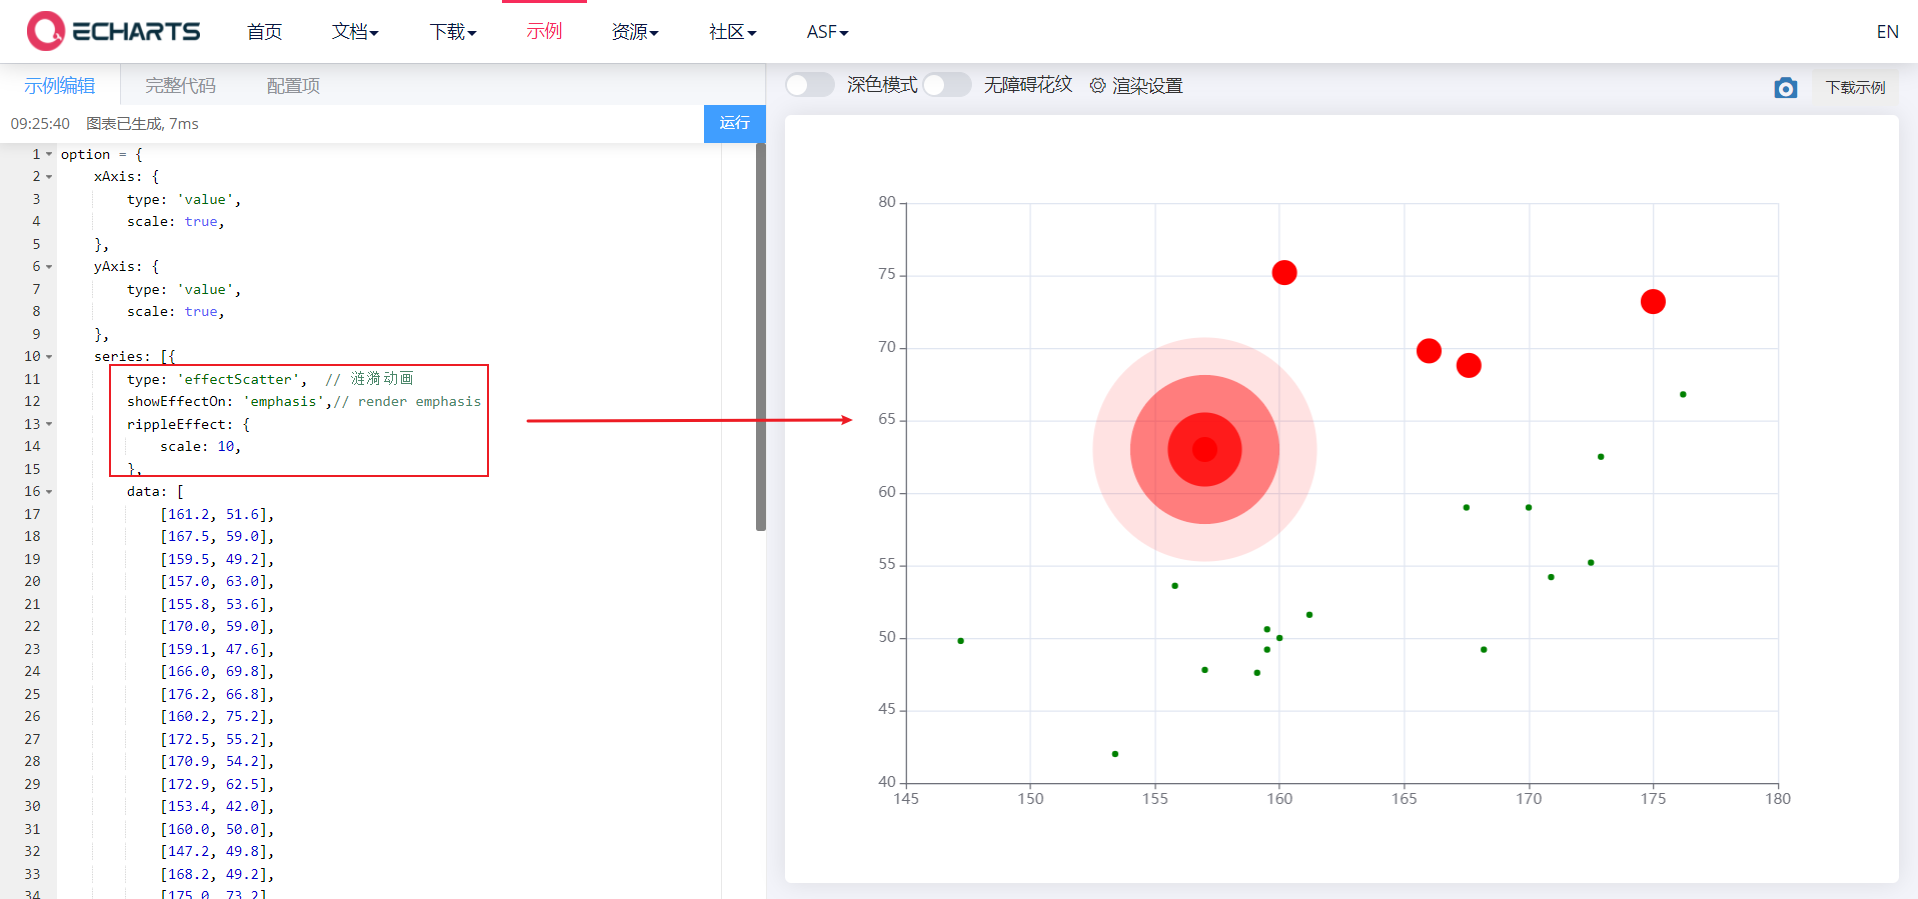 ECHARTS 首页 文档 下载 示例 资源 社区 ASF EN
示例编辑 完整代码 配置项
深色模式 无障碍花纹 渲染设置 下载示例
09:25:40 图表已生成, 7ms 运行
1 option = {
2 xAxis: {
3 type: 'value',
4 scale: true,
5 },
6 yAxis: {
7 type: 'value',
8 scale: true,
9 },
10 series: [{
11 type: 'effectScatter', // 涟漪动画
12 showEffectOn: 'emphasis',// render emphasis
13 rippleEffect: {
14 scale: 10,
15 },
16 data: [
17 [161.2, 51.6],
18 [167.5, 59.0],
19 [159.5, 49.2],
20 [157.0, 63.0],
21 [155.8, 53.6],
22 [170.0, 59.0],
23 [159.1, 47.6],
24 [166.0, 69.8],
25 [176.2, 66.8],
26 [160.2, 75.2],
27 [172.5, 55.2],
28 [170.9, 54.2],
29 [172.9, 62.5],
30 [153.4, 42.0],
31 [160.0, 50.0],
32 [147.2, 49.8],
33 [168.2, 49.2],
34 [175.0, 73.2]
80
75
70
65
60
55
50
45
40
145 150 155 160 165 170 175 180